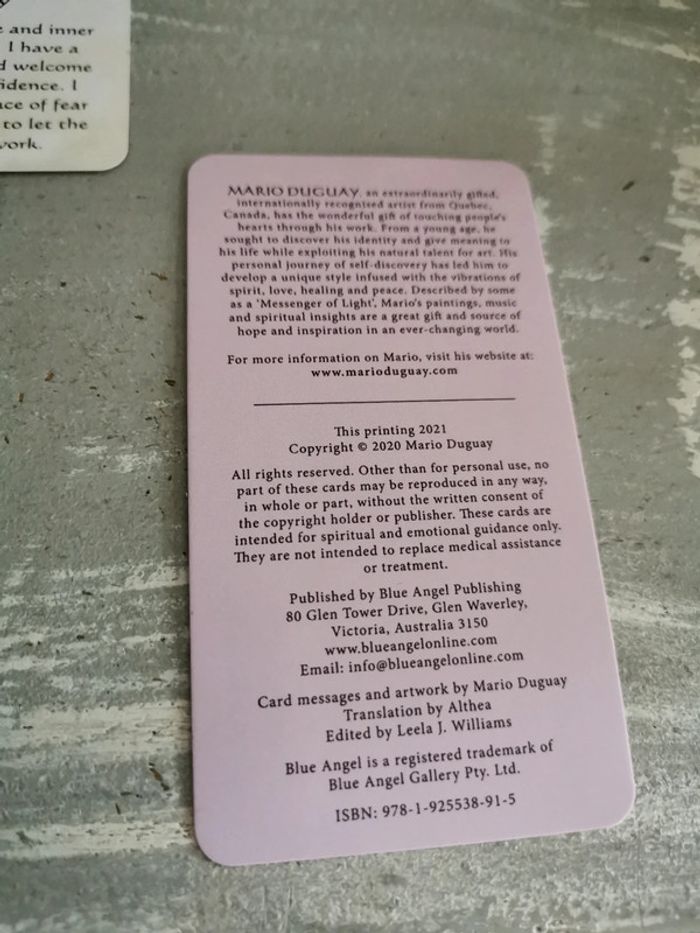 and inner
I have a
welcome
idence. I
ce of fear
to let the
work.
MARIO DUGUAY, an extraordinarily gifted,
internationally recognised artist from Quebec,
Canada, has the wonderful gift of touching people's
hearts through his work. From a young age, he
sought to discover his identity and give meaning to
his life while exploiting his natural talent for art. His
personal journey of self-discovery has led him to
develop a unique style infused with the vibrations of
spirit, love, healing and peace. Described by some
as a 'Messenger of Light', Mario's paintings, music
and spiritual insights are a great gift and source of
hope and inspiration in an ever-changing world.
For more information on Mario, visit his website at:
www.marioduguay.com
This printing 2021
Copyright © 2020 Mario Duguay
All rights reserved. Other than for personal use, no
part of these cards may be reproduced in any way,
in whole or part, without the written consent of
the copyright holder or publisher. These cards are
intended for spiritual and emotional guidance only.
They are not intended to replace medical assistance
or treatment.
Published by Blue Angel Publishing
80 Glen Tower Drive, Glen Waverley,
Victoria, Australia 3150
www.blueangelonline.com
Email: info@blueangelonline.com
Card messages and artwork by Mario Duguay
Translation by Althea
Edited by Leela J. Williams
Blue Angel is a registered trademark of
Blue Angel Gallery Pty. Ltd.
ISBN: 978-1-925538-91-5